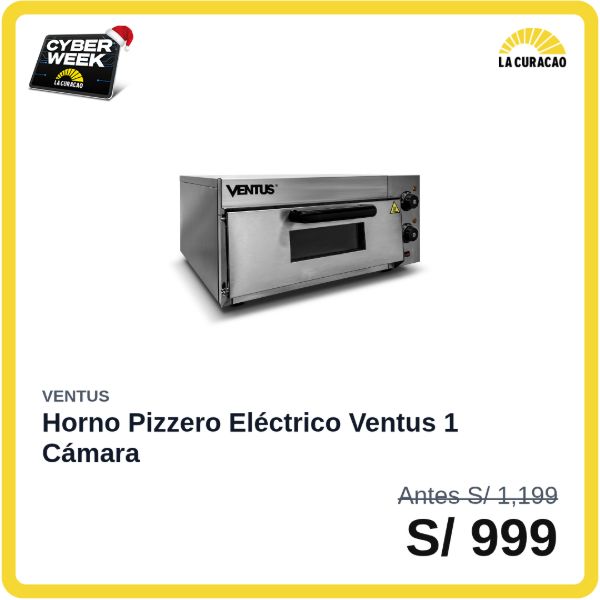 CYBER
WEEK
LA CURACAO
LA CURACAO
VENTUS
VENTUS
Horno Pizzero Eléctrico Ventus 1
Cámara
Antes S/ 1,199
S/ 999